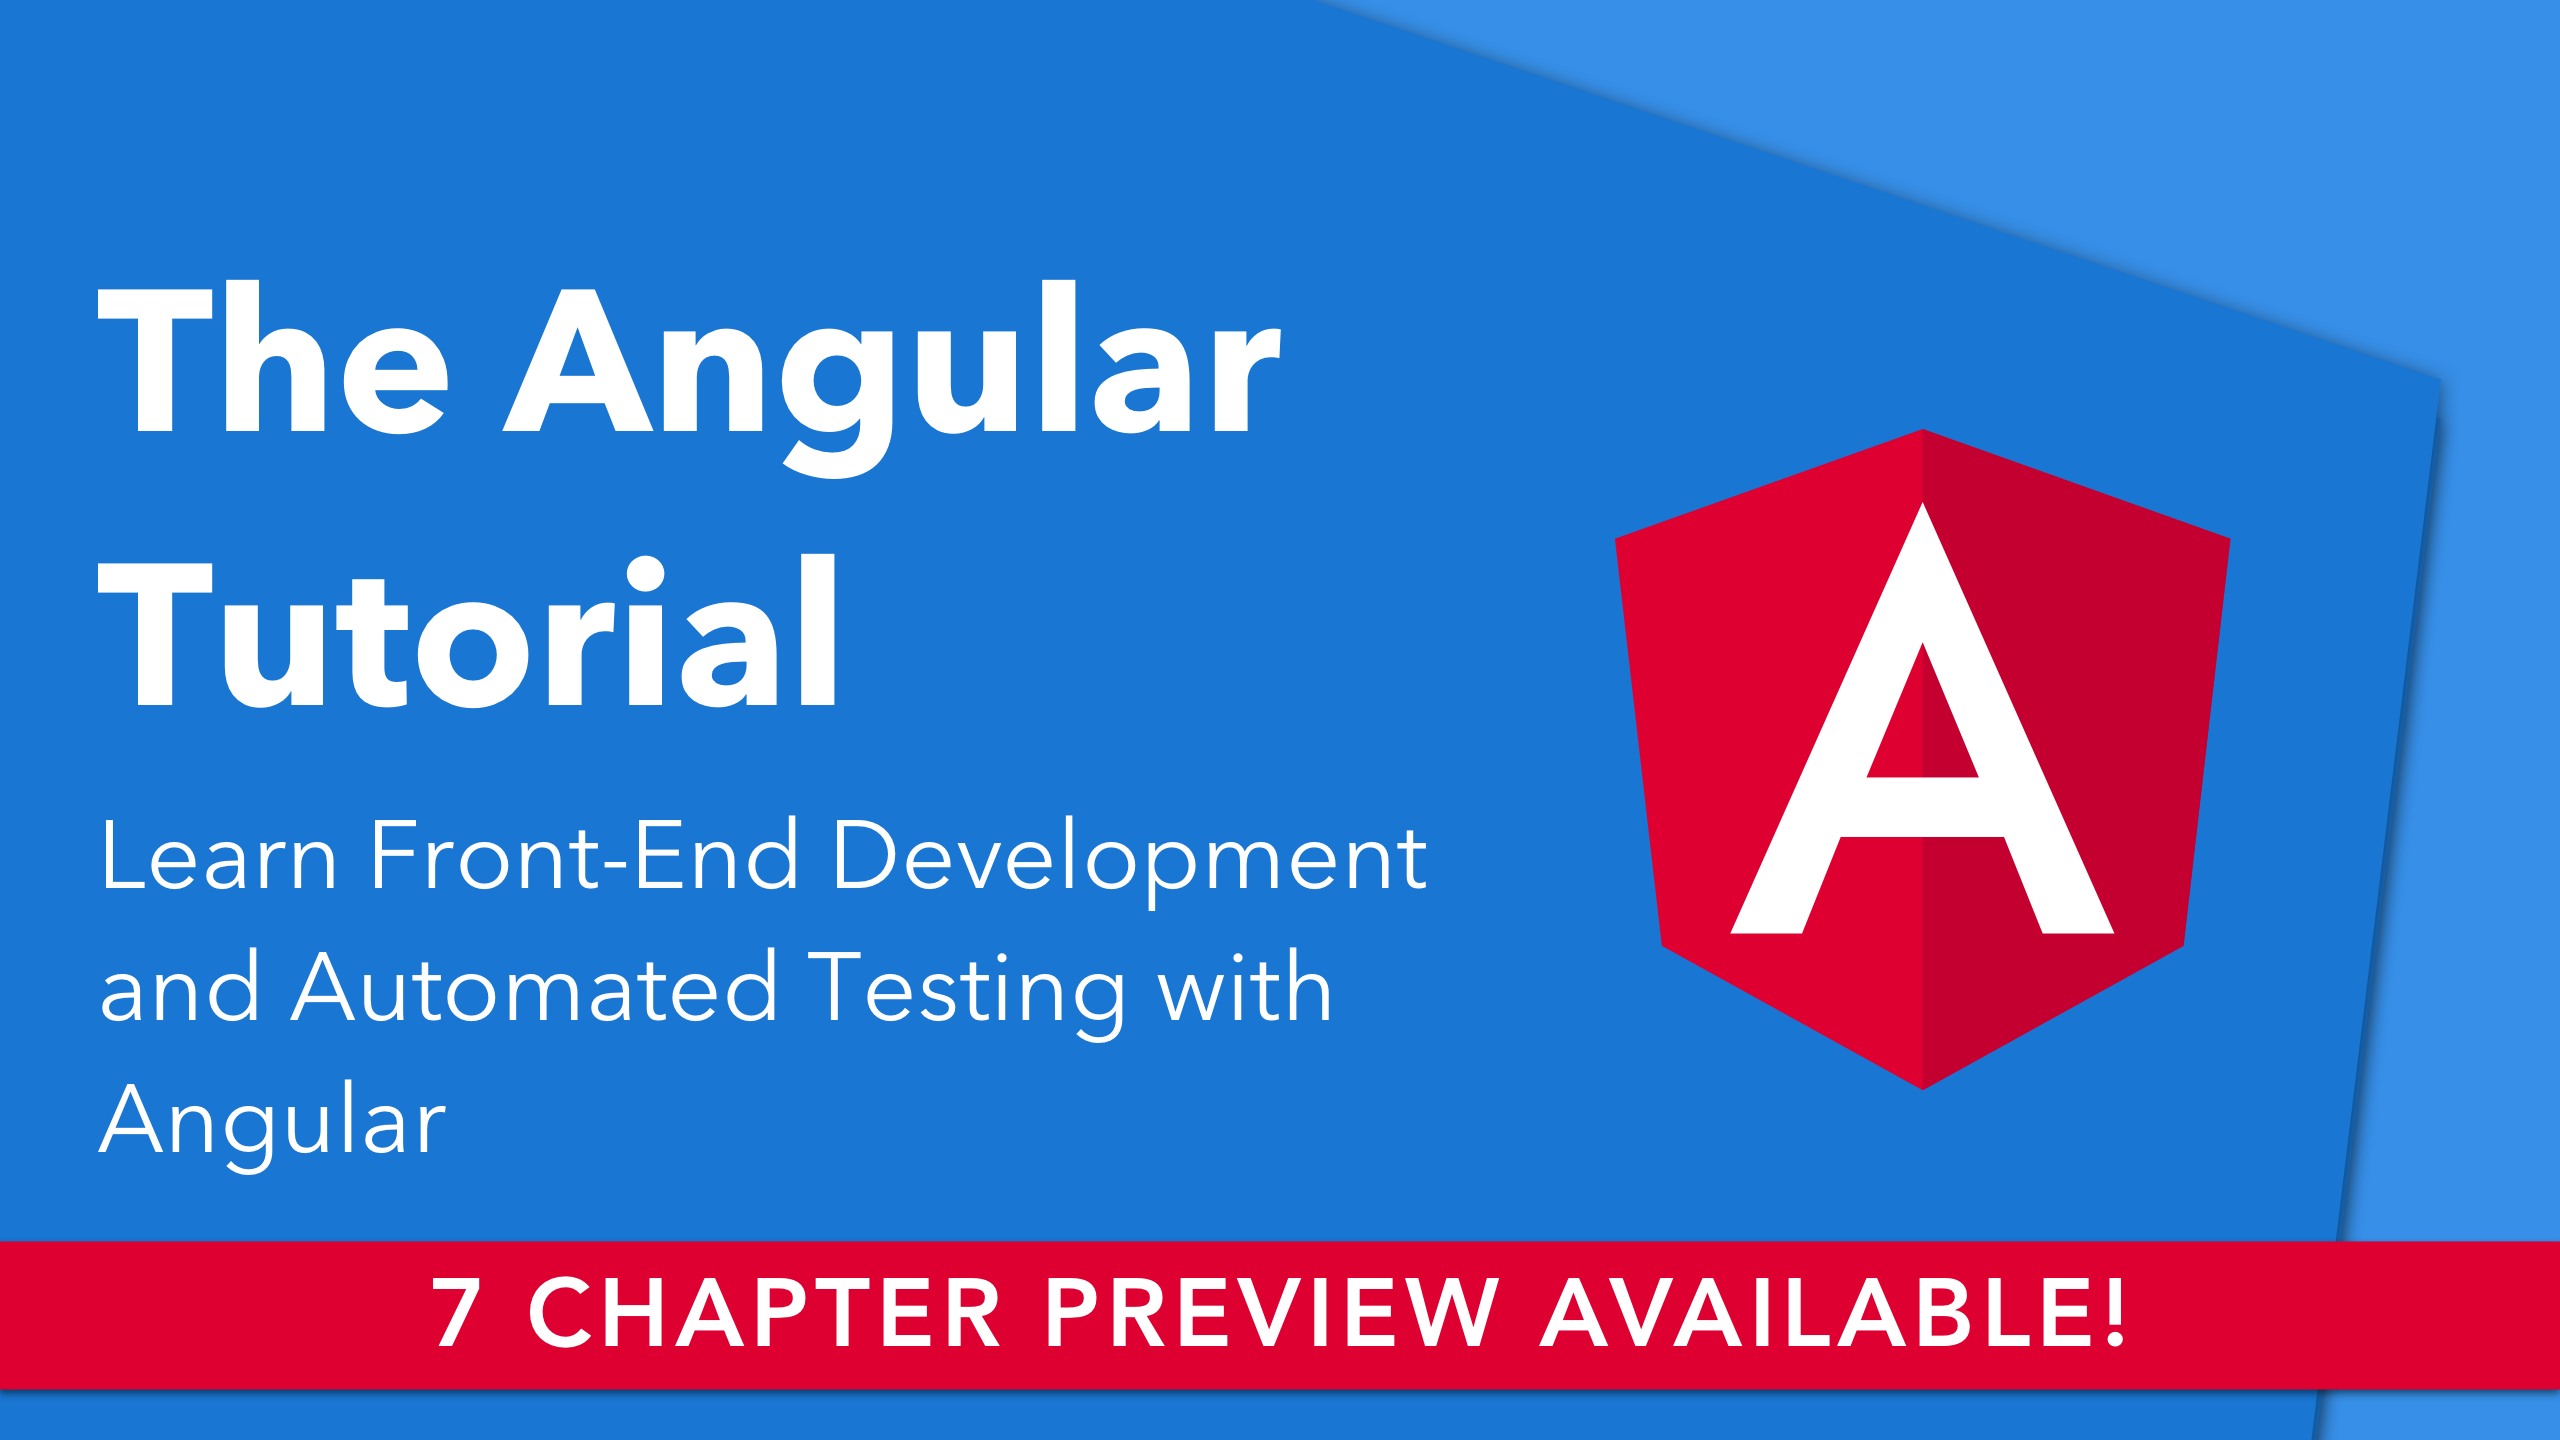 The Angular
Tutorial
Learn Front-End Development
and Automated Testing with
Angular
A
7 CHAPTER PREVIEW AVAILABLE!